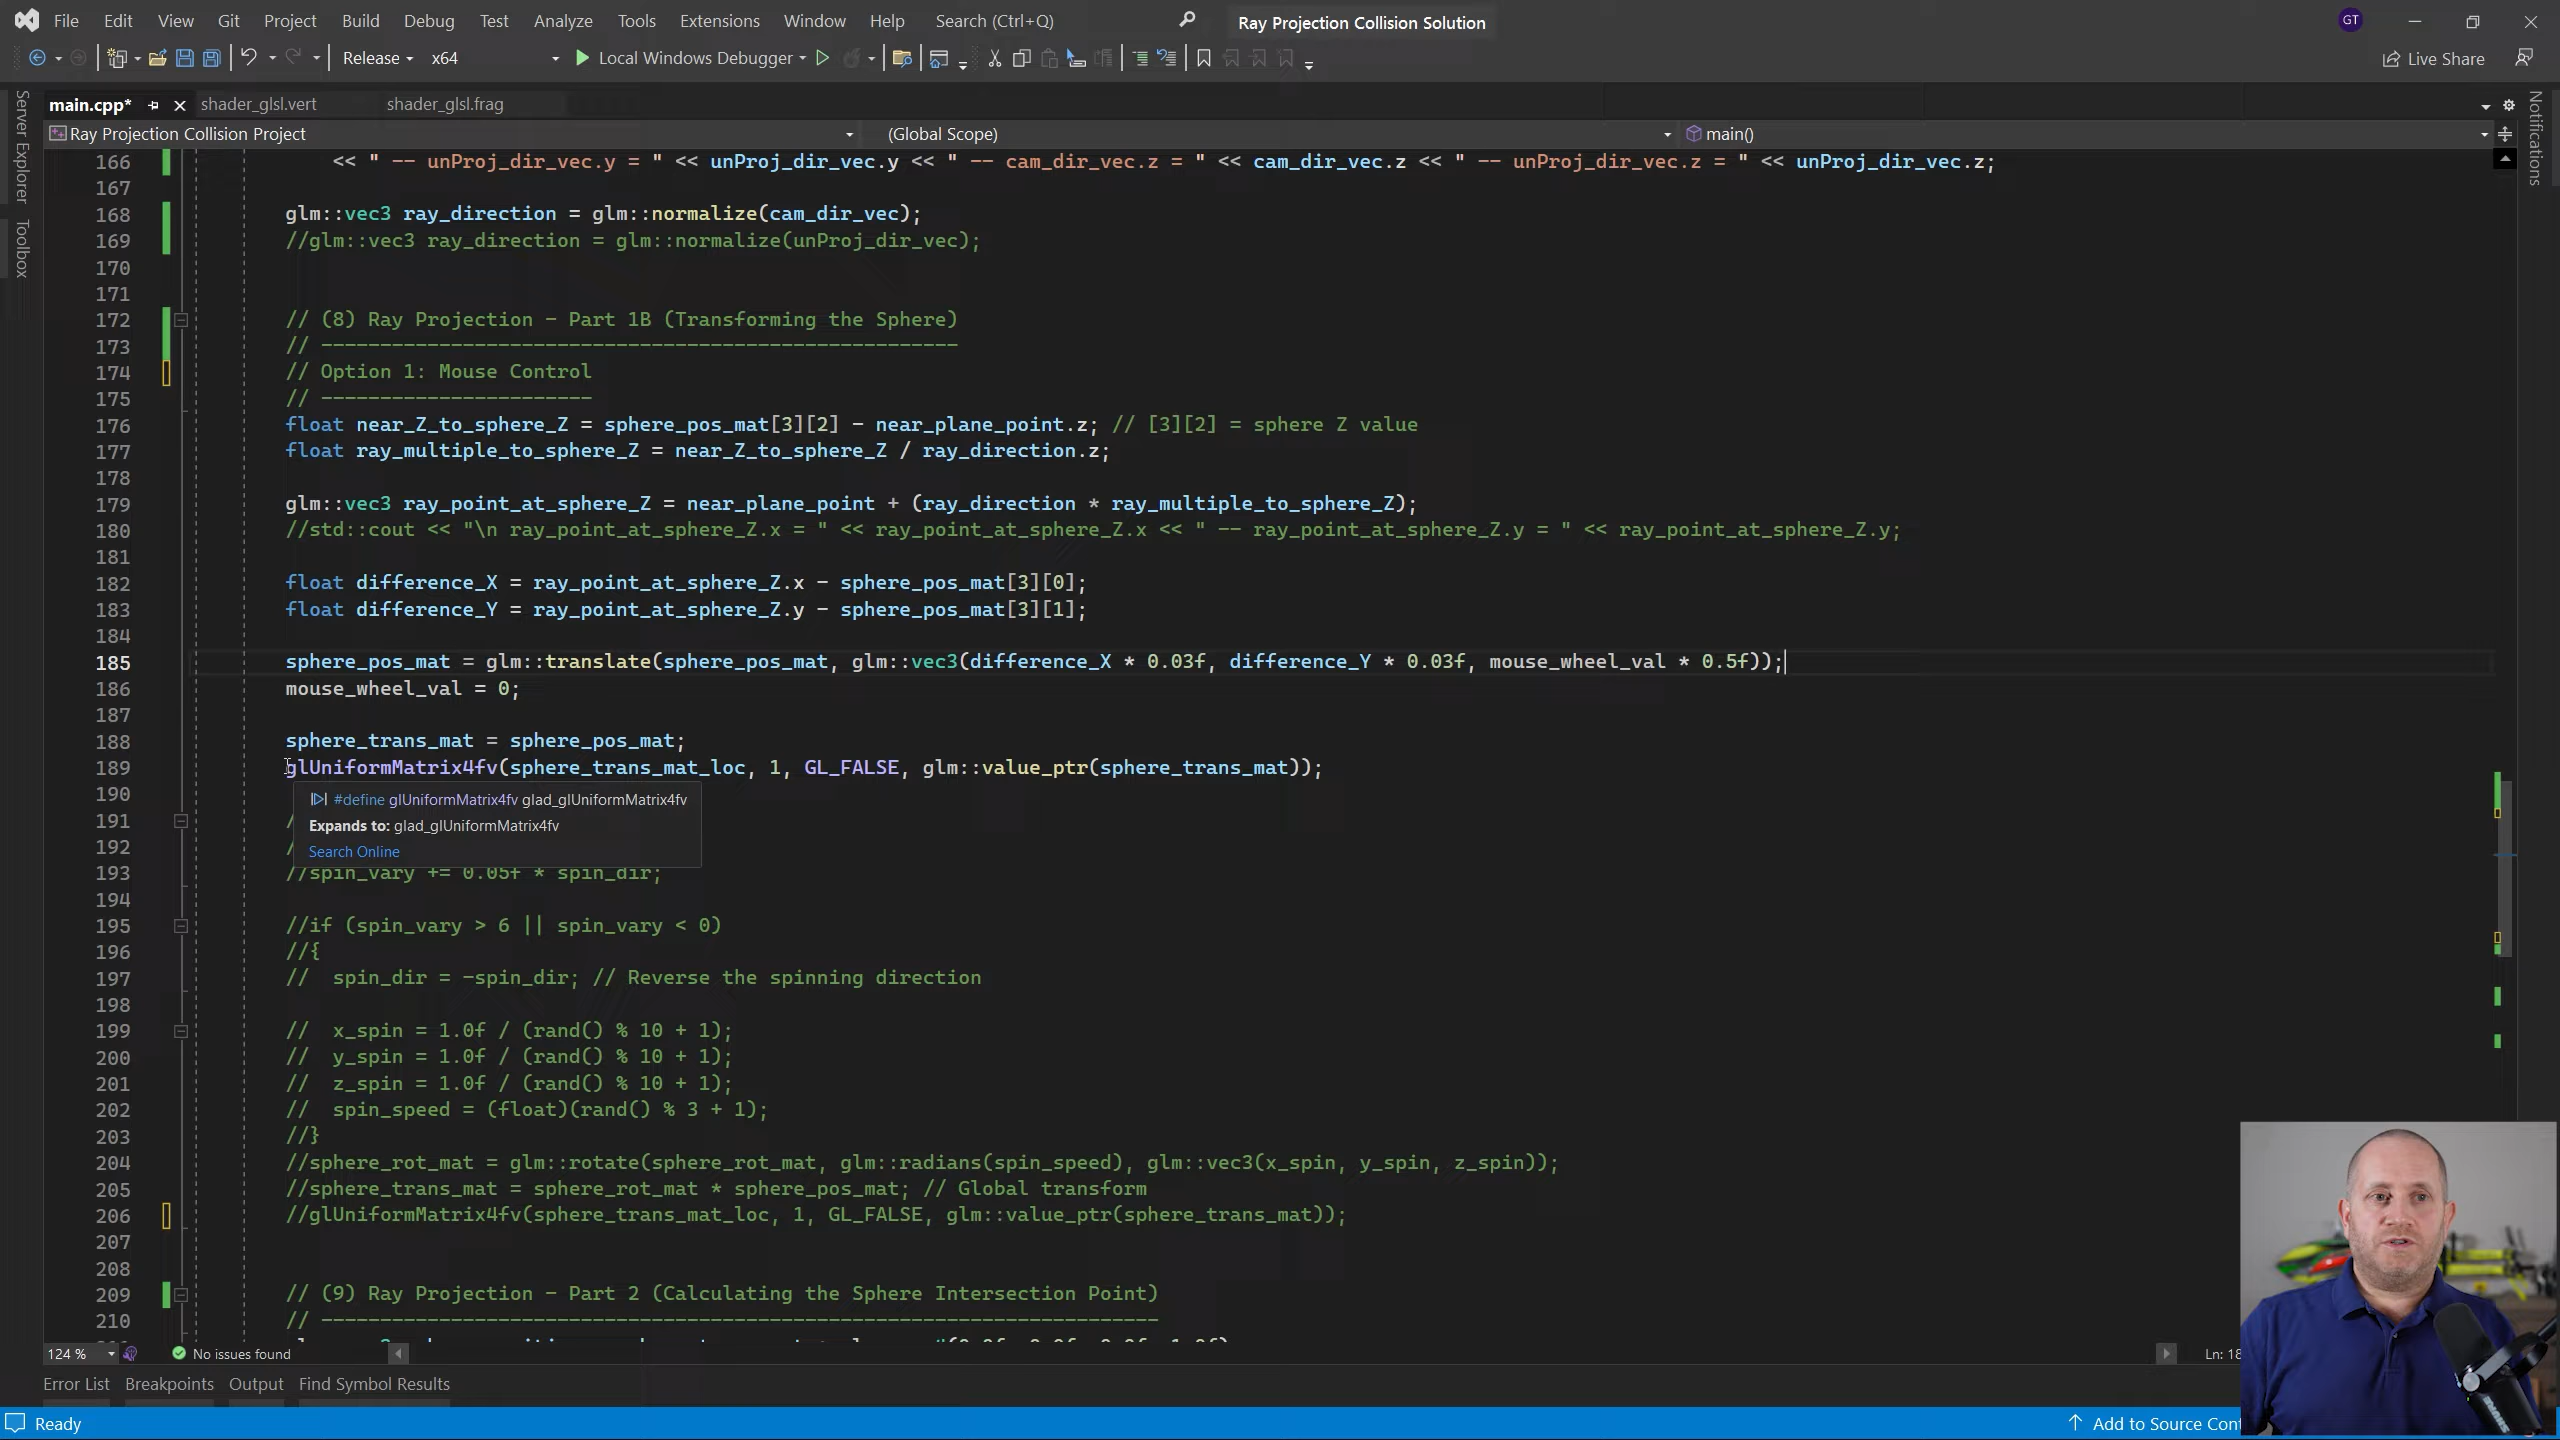 File Edit View Git Project Build Debug Test Analyze Tools Extensions Window Help Search (Ctrl+Q) Ray Projection Collision Solution GT
Release x64 Local Windows Debugger Live Share
main.cpp* shader_glsl.vert shader_glsl.frag
Ray Projection Collision Project (Global Scope) main()
Server Explorer
Toolbox
Notifications
166 << " -- unProj_dir_vec.y = " << unProj_dir_vec.y << " -- cam_dir_vec.z = " << cam_dir_vec.z << " -- unProj_dir_vec.z = " << unProj_dir_vec.z;
167
168 glm::vec3 ray_direction = glm::normalize(cam_dir_vec);
169 //glm::vec3 ray_direction = glm::normalize(unProj_dir_vec);
170
171
172 // (8) Ray Projection - Part 1B (Transforming the Sphere)
173 // ------------------------------------------------------
174 // Option 1: Mouse Control
175 // -----------------------
176 float near_Z_to_sphere_Z = sphere_pos_mat[3][2] - near_plane_point.z; // [3][2] = sphere Z value
177 float ray_multiple_to_sphere_Z = near_Z_to_sphere_Z / ray_direction.z;
178
179 glm::vec3 ray_point_at_sphere_Z = near_plane_point + (ray_direction * ray_multiple_to_sphere_Z);
180 //std::cout << "\n ray_point_at_sphere_Z.x = " << ray_point_at_sphere_Z.x << " -- ray_point_at_sphere_Z.y = " << ray_point_at_sphere_Z.y;
181
182 float difference_X = ray_point_at_sphere_Z.x - sphere_pos_mat[3][0];
183 float difference_Y = ray_point_at_sphere_Z.y - sphere_pos_mat[3][1];
184
185 sphere_pos_mat = glm::translate(sphere_pos_mat, glm::vec3(difference_X * 0.03f, difference_Y * 0.03f, mouse_wheel_val * 0.5f));
186 mouse_wheel_val = 0;
187
188 sphere_trans_mat = sphere_pos_mat;
189 glUniformMatrix4fv(sphere_trans_mat_loc, 1, GL_FALSE, glm::value_ptr(sphere_trans_mat));
190 #define glUniformMatrix4fv glad_glUniformMatrix4fv
191 / Expands to: glad_glUniformMatrix4fv
192 / Search Online
193 //spin_vary += 0.05f * spin_dir;
194
195 //if (spin_vary > 6 || spin_vary < 0)
196 //{
197 // spin_dir = -spin_dir; // Reverse the spinning direction
198
199 // x_spin = 1.0f / (rand() % 10 + 1);
200 // y_spin = 1.0f / (rand() % 10 + 1);
201 // z_spin = 1.0f / (rand() % 10 + 1);
202 // spin_speed = (float)(rand() % 3 + 1);
203 //}
204 //sphere_rot_mat = glm::rotate(sphere_rot_mat, glm::radians(spin_speed), glm::vec3(x_spin, y_spin, z_spin));
205 //sphere_trans_mat = sphere_rot_mat * sphere_pos_mat; // Global transform
206 //glUniformMatrix4fv(sphere_trans_mat_loc, 1, GL_FALSE, glm::value_ptr(sphere_trans_mat));
207
208
209 // (9) Ray Projection - Part 2 (Calculating the Sphere Intersection Point)
210 // -----------------------------------------------------------------------
124 % No issues found Ln: 18
Error List Breakpoints Output Find Symbol Results
Ready Add to Source Cont